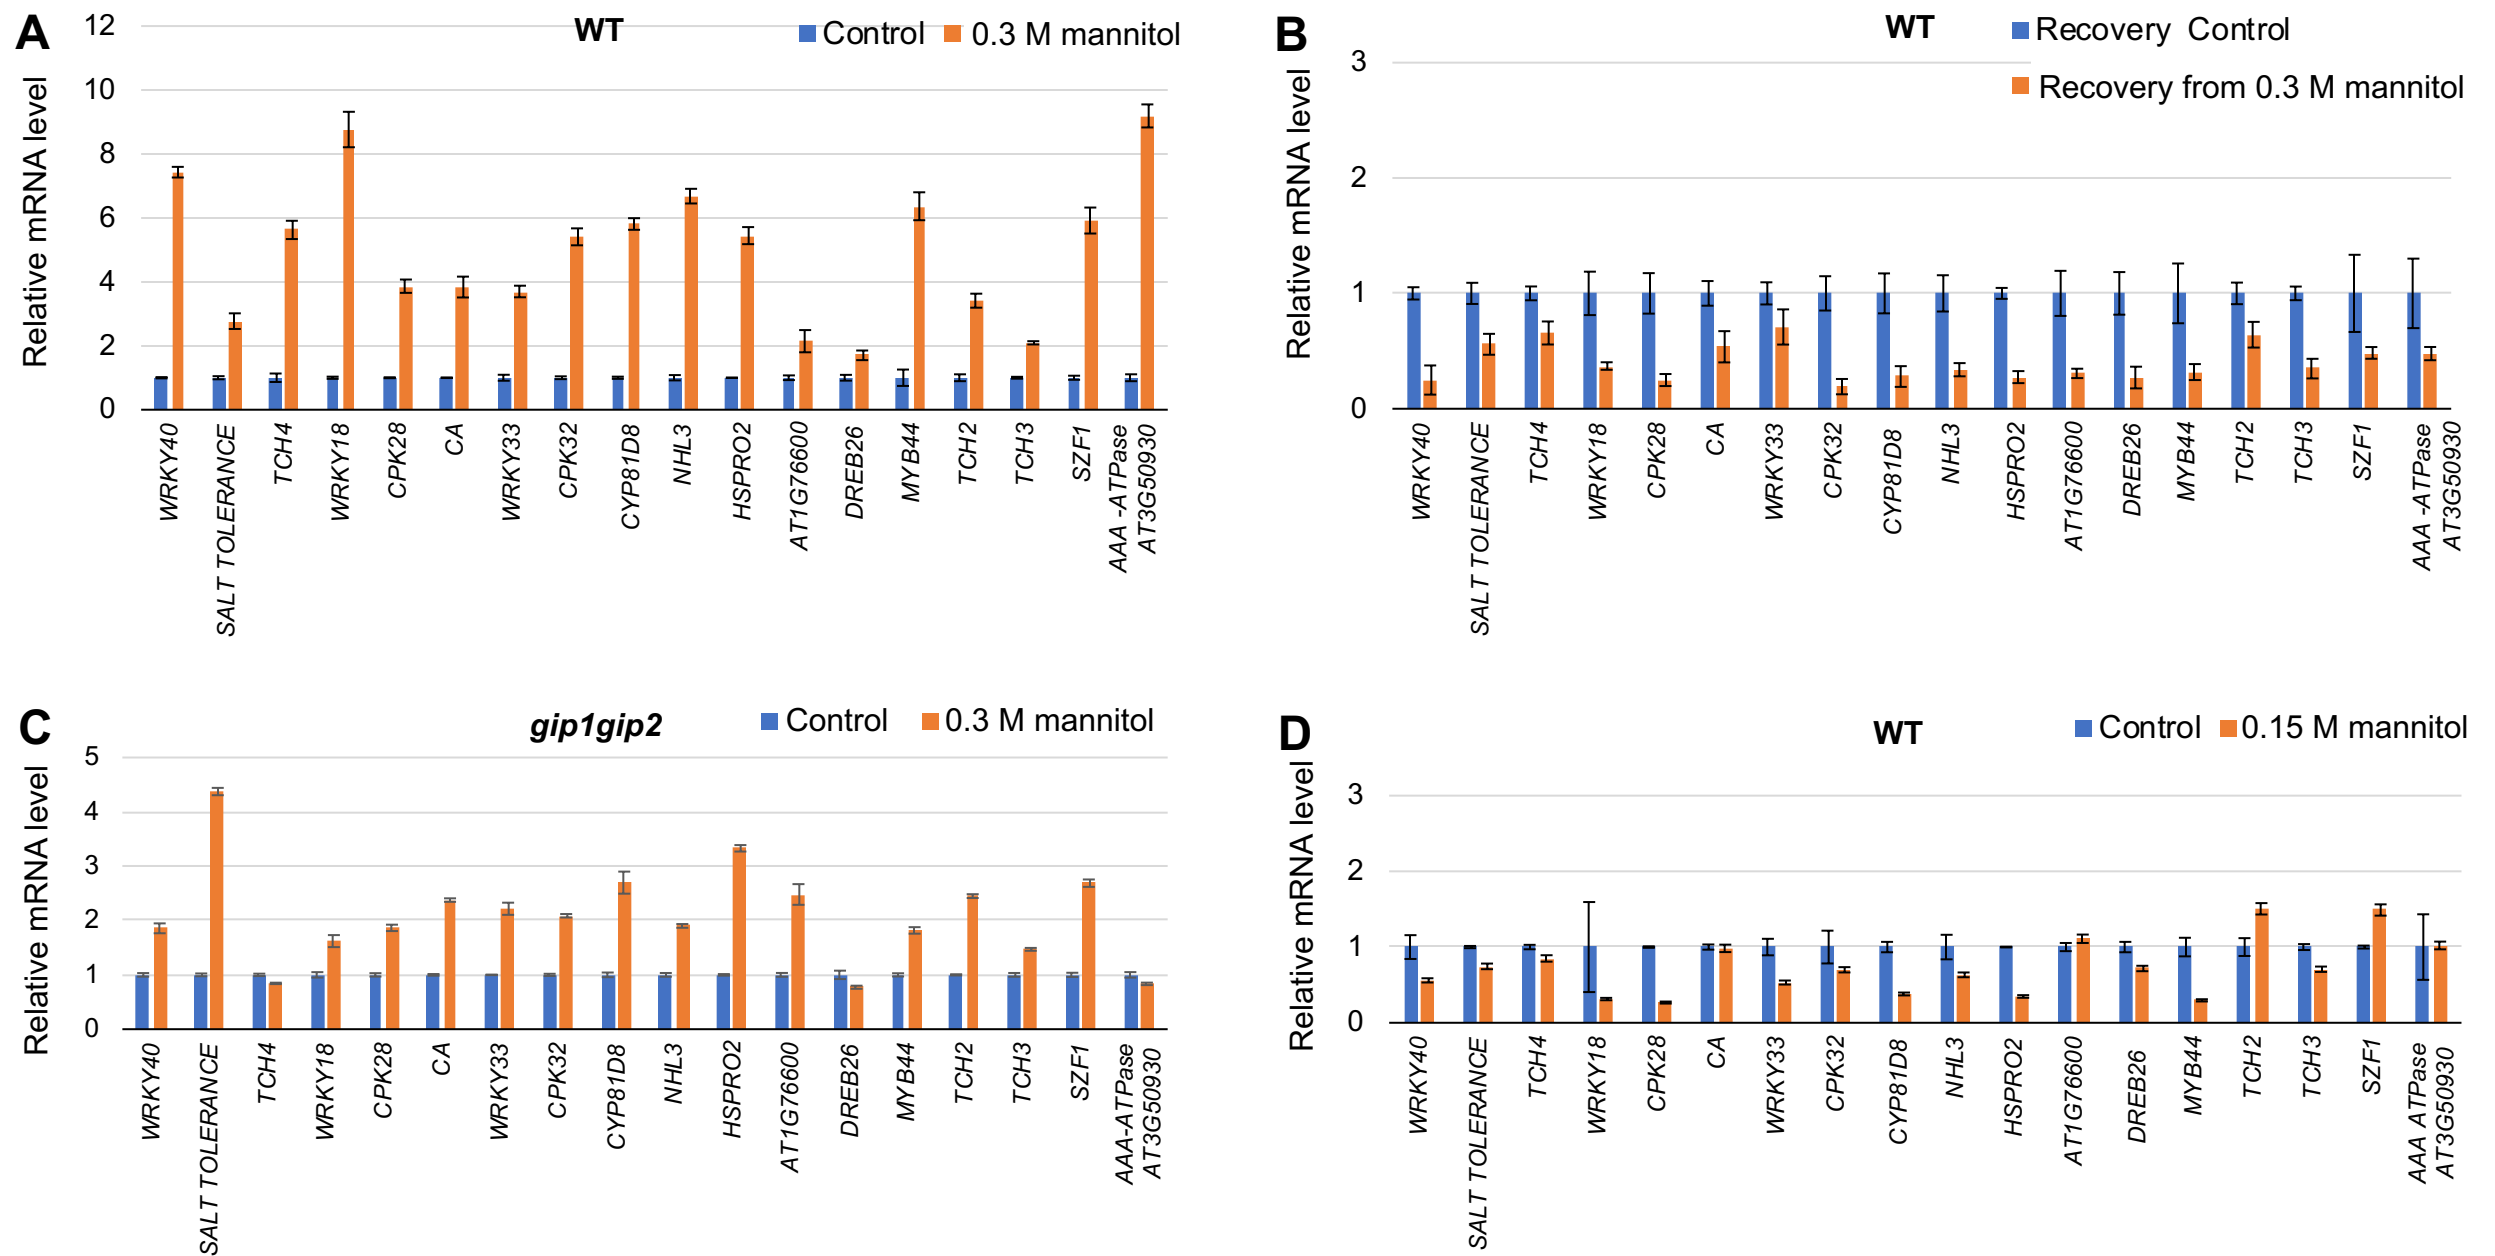 A
WT
Control
0.3 M mannitol
Relative mRNA level
12
10
8
6
4
2
0
WRKY40
SALT TOLERANCE
TCH4
WRKY18
CPK28
CA
WRKY33
CPK32
CYP81D8
NHL3
HSPRO2
AT1G76600
DREB26
MYB44
TCH2
TCH3
SZF1
AAA -ATPase
AT3G50930
B
WT
Recovery Control
Recovery from 0.3 M mannitol
Relative mRNA level
3
2
1
0
WRKY40
SALT TOLERANCE
TCH4
WRKY18
CPK28
CA
WRKY33
CPK32
CYP81D8
NHL3
HSPRO2
AT1G76600
DREB26
MYB44
TCH2
TCH3
SZF1
AAA -ATPase
AT3G50930
C
gip1gip2
Control
0.3 M mannitol
Relative mRNA level
5
4
3
2
1
0
WRKY40
SALT TOLERANCE
TCH4
WRKY18
CPK28
CA
WRKY33
CPK32
CYP81D8
NHL3
HSPRO2
AT1G76600
DREB26
MYB44
TCH2
TCH3
SZF1
AAA-ATPase
AT3G50930
D
WT
Control
0.15 M mannitol
Relative mRNA level
3
2
1
0
WRKY40
SALT TOLERANCE
TCH4
WRKY18
CPK28
CA
WRKY33
CPK32
CYP81D8
NHL3
HSPRO2
AT1G76600
DREB26
MYB44
TCH2
TCH3
SZF1
AAA ATPase
AT3G50930